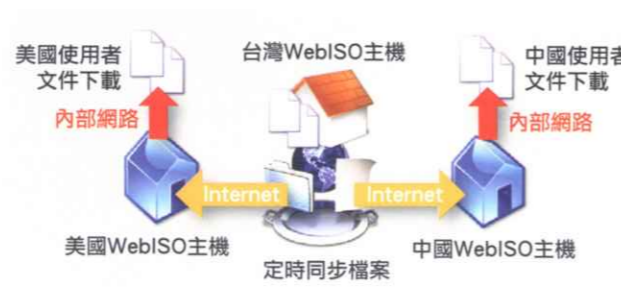 美國使用者
文件下載
台灣WebISO主機
中國使用者
文件下載
內部網路
內部網路
Internet
Internet
美國WebISO主機
中國WebISO主機
定時同步檔案